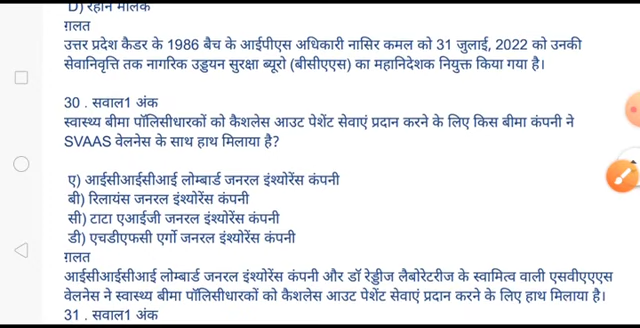 D) रेहान मलिक
ग़लत
उत्तर प्रदेश कैडर के 1986 बैच के आईपीएस अधिकारी नासिर कमल को 31 जुलाई, 2022 को उनकी
सेवानिवृत्ति तक नागरिक उड्डयन सुरक्षा ब्यूरो (बीसीएएस) का महानिदेशक नियुक्त किया गया है।
30 . सवाल1 अंक
स्वास्थ्य बीमा पॉलिसीधारकों को कैशलेस आउट पेशेंट सेवाएं प्रदान करने के लिए किस बीमा कंपनी ने
SVAAS वेलनेस के साथ हाथ मिलाया है?
ए) आईसीआईसीआई लोम्बार्ड जनरल इंश्योरेंस कंपनी
बी) रिलायंस जनरल इंश्योरेंस कंपनी
सी) टाटा एआईजी जनरल इंश्योरेंस कंपनी
डी) एचडीएफसी एर्गो जनरल इंश्योरेंस कंपनी
ग़लत
आईसीआईसीआई लोम्बार्ड जनरल इंश्योरेंस कंपनी और डॉ रेड्डीज लैबोरेटरीज के स्वामित्व वाली एसवीएएएस
वेलनेस ने स्वास्थ्य बीमा पॉलिसीधारकों को कैशलेस आउट पेशेंट सेवाएं प्रदान करने के लिए हाथ मिलाया है।
31 . सवाल1 अंक